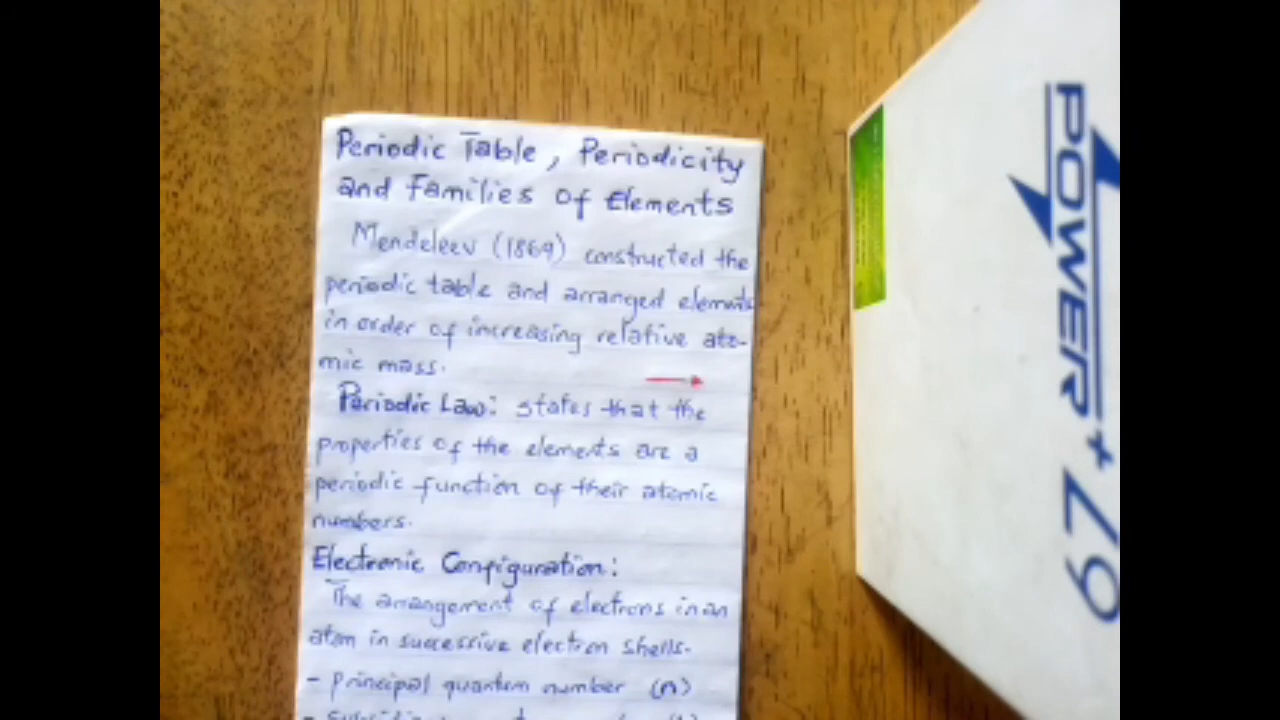 Periodic Table, Periodicity
and Families of Elements
Mendeleev (1869) constructed the
periodic table and arranged elements
in order of increasing relative ato-
mic mass.
Periodic Law: states that the
properties of the elements are a
periodic function of their atomic
numbers.
Electronic Configuration:
The arrangement of electrons in an
atom in successive electron shells.
- principal quantum number (n)
POWER+ Z9